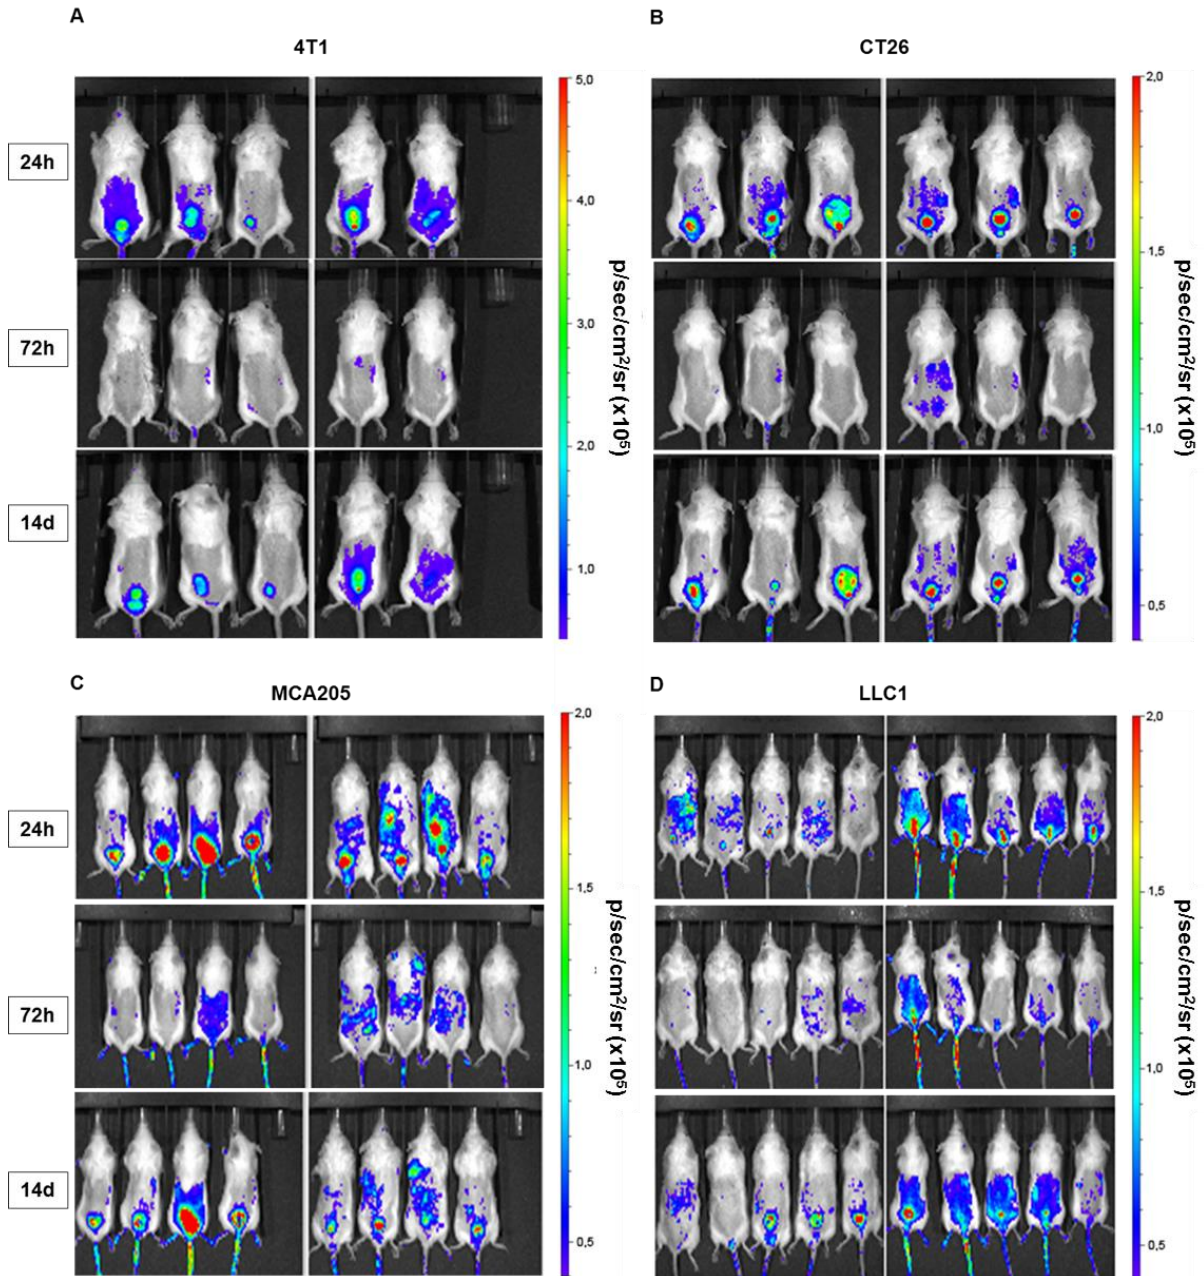 A
B
4T1
CT26
24h
72h
14d
5,0
4,0
3,0
2,0
1,0
p/sec/cm²/sr (x10⁵)
2,0
1,5
1,0
0,5
p/sec/cm²/sr (x10⁵)
C
D
MCA205
LLC1
24h
72h
14d
2,0
1,5
1,0
0,5
p/sec/cm²/sr (x10⁵)
2,0
1,5
1,0
0,5
p/sec/cm²/sr (x10⁵)